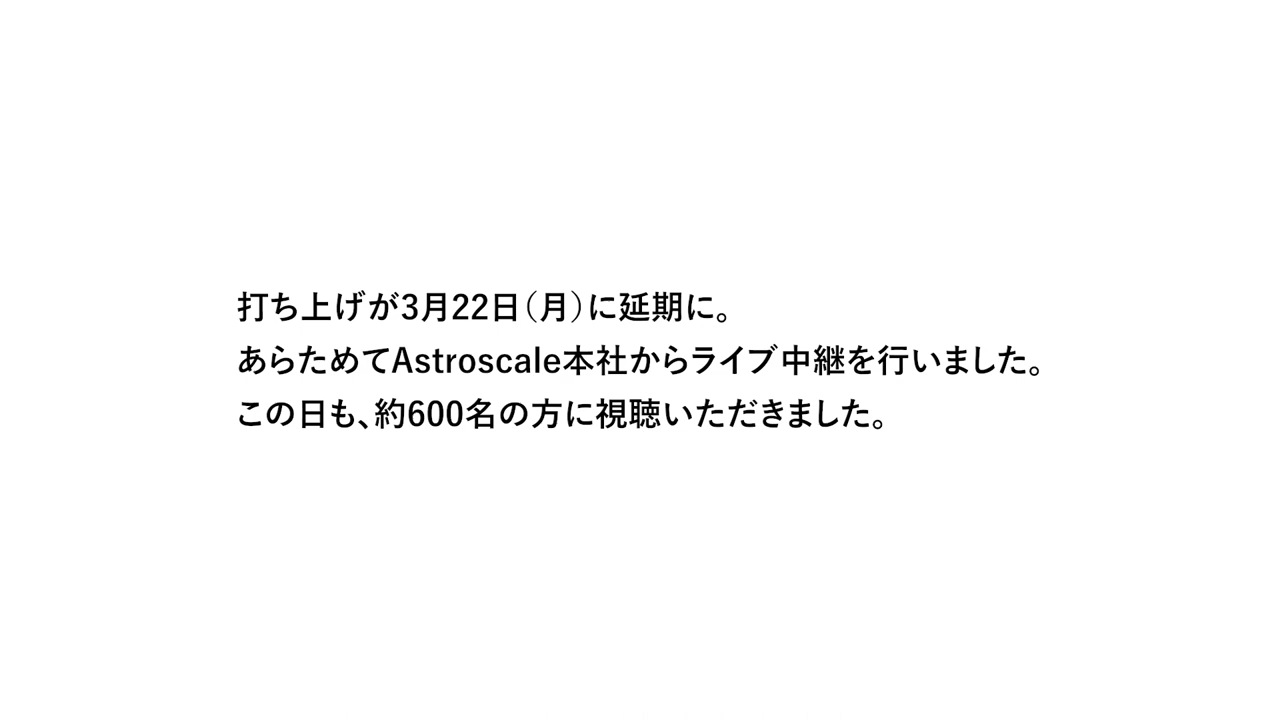 打ち上げが3月22日（月）に延期に。
あらためてAstroscale本社からライブ中継を行いました。
この日も、約600名の方に視聴いただきました。